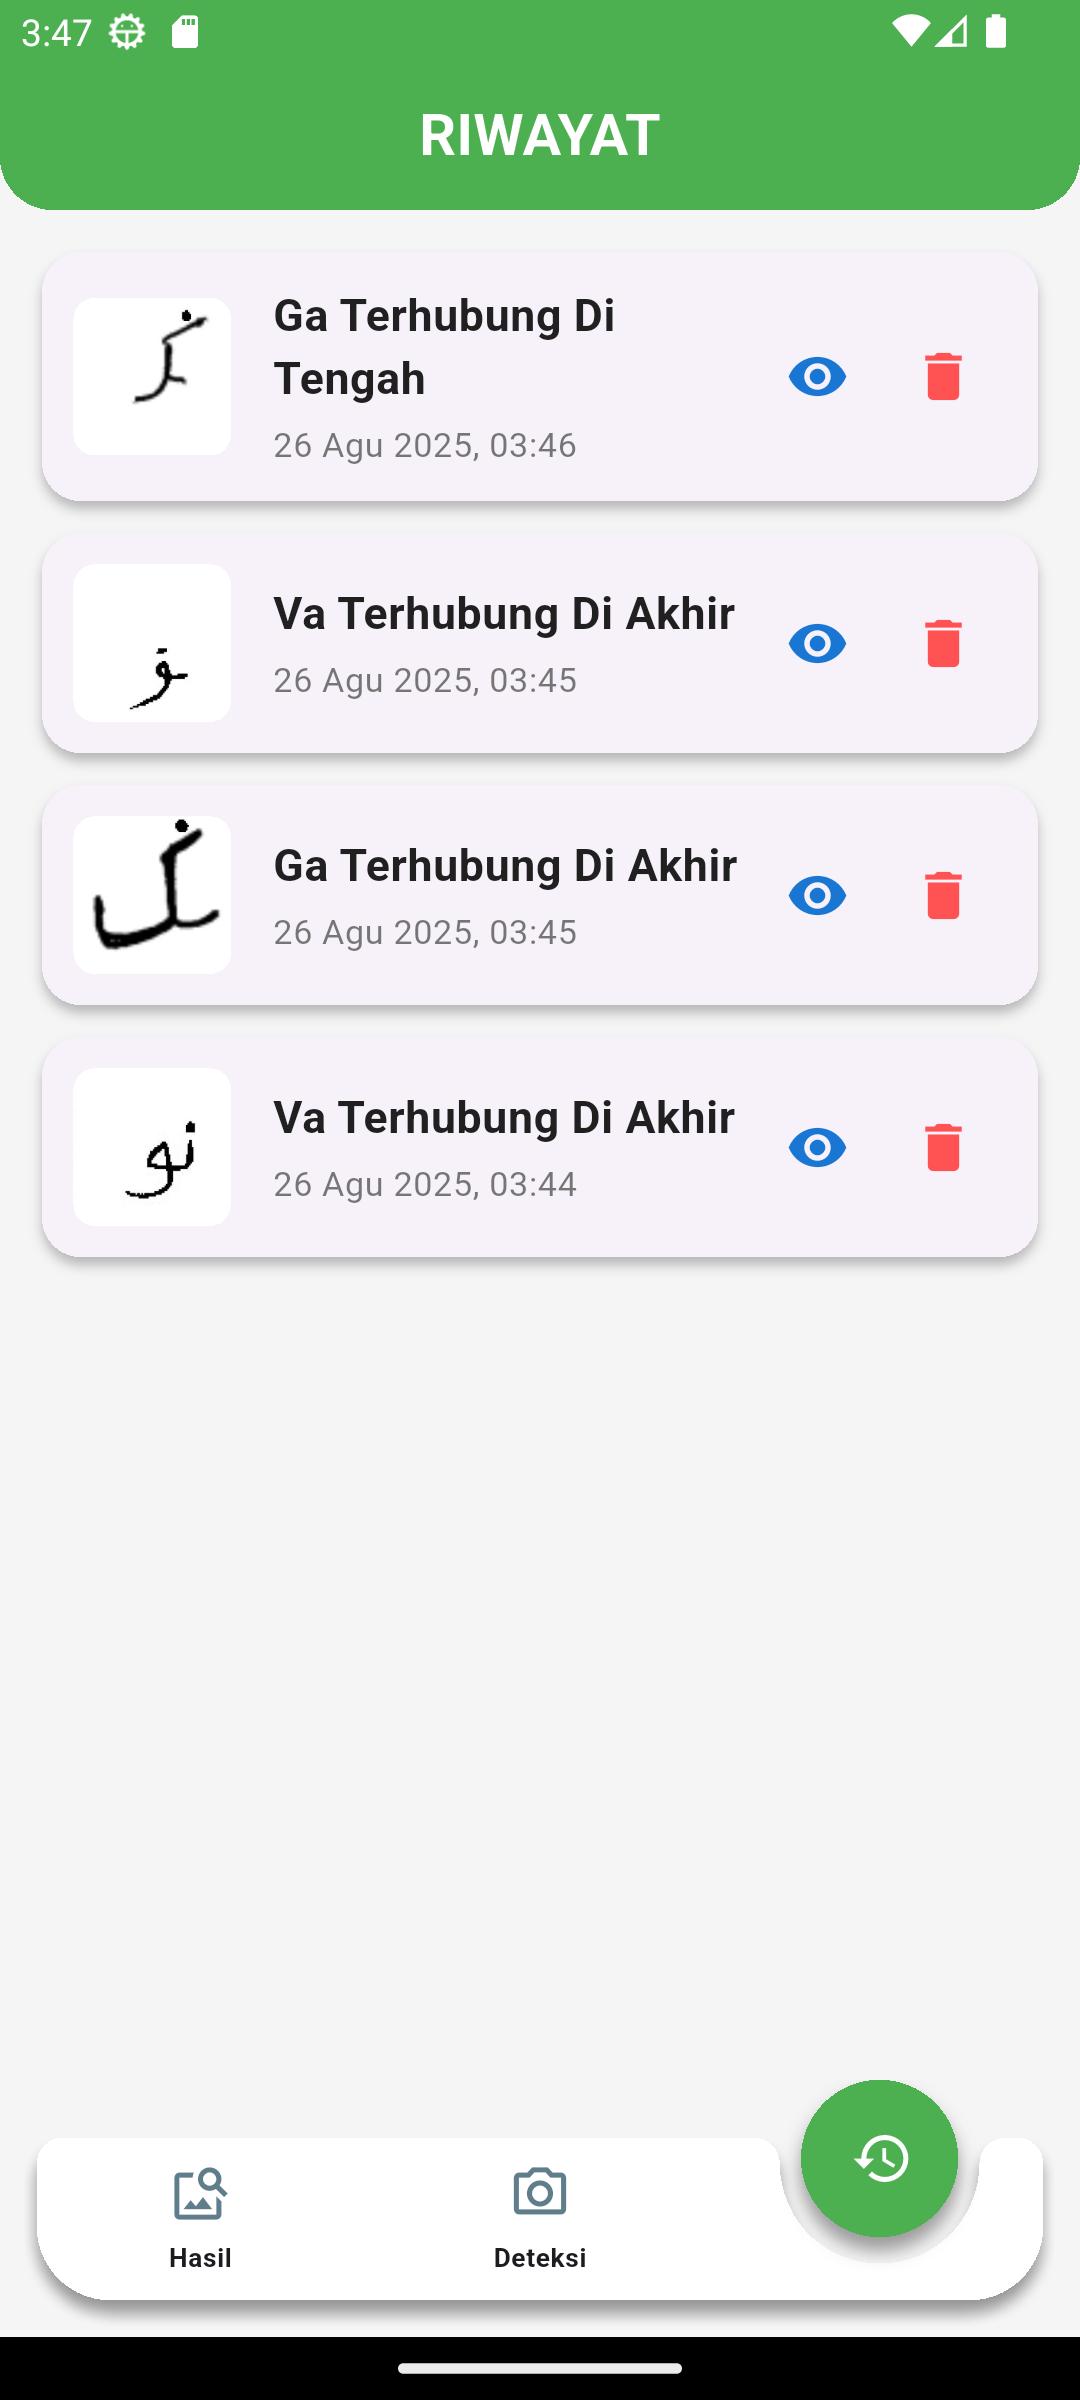 3:47
RIWAYAT
Ga Terhubung Di
Tengah
26 Agu 2025, 03:46
ۏ
Va Terhubung Di Akhir
26 Agu 2025, 03:45
Ga Terhubung Di Akhir
26 Agu 2025, 03:45
Va Terhubung Di Akhir
26 Agu 2025, 03:44
Hasil
Deteksi